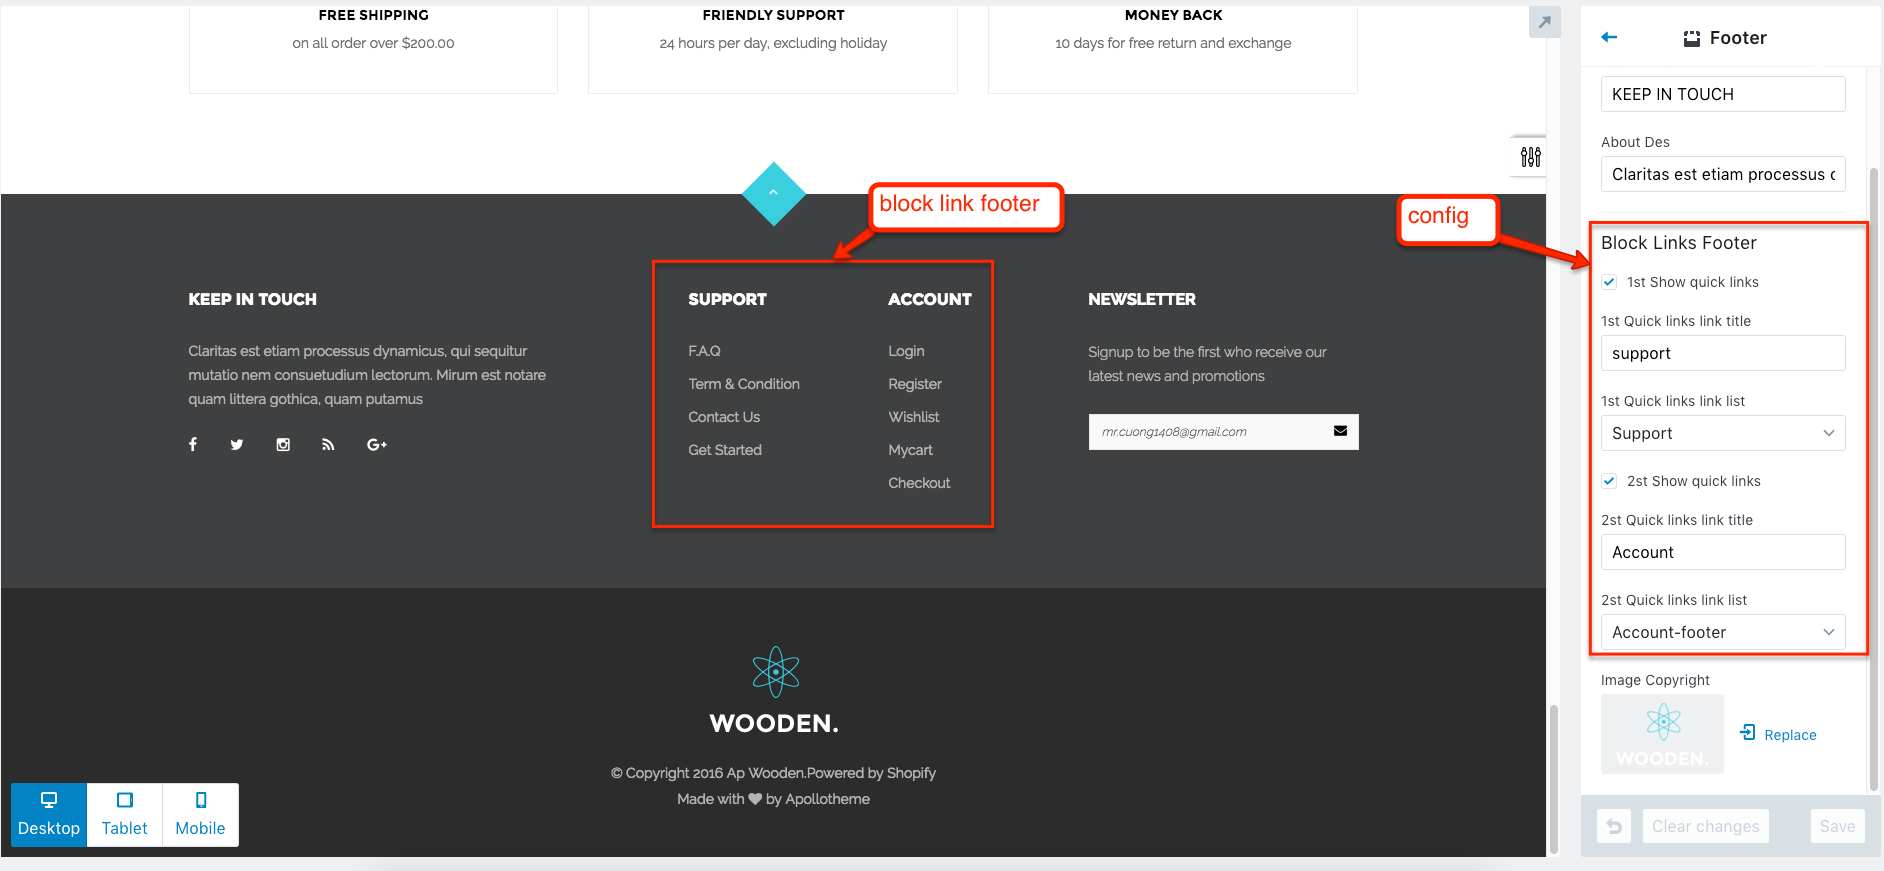 FREE SHIPPING
on all order over $200.00
FRIENDLY SUPPORT
24 hours per day, excluding holiday
MONEY BACK
10 days for free return and exchange
block link footer
config
KEEP IN TOUCH
Claritas est etiam processus dynamicus, qui sequitur
mutatio nem consuetudium lectorum. Mirum est notare
quam littera gothica, quam putamus
G+
SUPPORT
F.A.Q
Term & Condition
Contact Us
Get Started
ACCOUNT
Login
Register
Wishlist
Mycart
Checkout
NEWSLETTER
Signup to be the first who receive our
latest news and promotions
mr.cuong1408@gmail.com
WOODEN.
© Copyright 2016 Ap Wooden.Powered by Shopify
Made with ♥ by Apollotheme
Desktop
Tablet
Mobile
Footer
KEEP IN TOUCH
About Des
Claritas est etiam processus c
Block Links Footer
1st Show quick links
1st Quick links link title
support
1st Quick links link list
Support
2st Show quick links
2st Quick links link title
Account
2st Quick links link list
Account-footer
Image Copyright
WOODEN.
Replace
Clear changes
Save